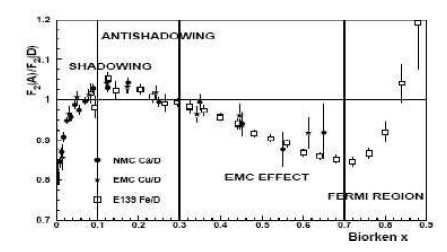 1.2
ANTISHADOWING
1.1
SHADOWING
F₂(A)/F₂(D)
1
0.9
NMC Ca/D
EMC Cu/D
EMC EFFECT
0.8
E139 Fe/D
FERMI REGION
0.7
0 0.1 0.2 0.3 0.4 0.5 0.6 0.7 0.8 0.9
Biorken x